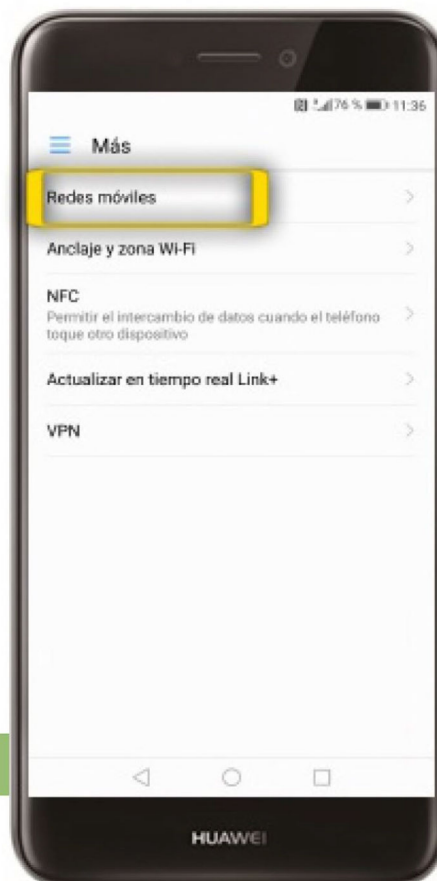 76 % 11:36
Más
Redes móviles
Anclaje y zona Wi-Fi
NFC
Permitir el intercambio de datos cuando el teléfono
toque otro dispositivo
Actualizar en tiempo real Link+
VPN
HUAWEI